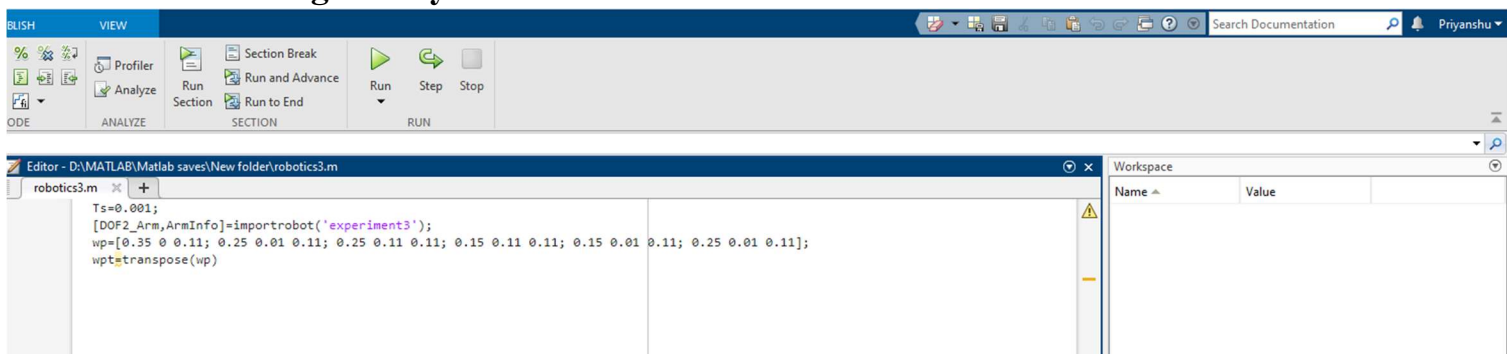 BLISH VIEW Search Documentation Priyanshu
Profiler Section Break
Analyze Run Section Run and Advance Run Step Stop
Run to End
ODE ANALYZE SECTION RUN
Editor - D:\MATLAB\Matlab saves\New folder\robotics3.m Workspace
robotics3.m Name Value
Ts=0.001;
[DOF2_Arm,ArmInfo]=importrobot('experiment3');
wp=[0.35 0 0.11; 0.25 0.01 0.11; 0.25 0.11 0.11; 0.15 0.11 0.11; 0.15 0.01 0.11; 0.25 0.01 0.11];
wpt=transpose(wp)